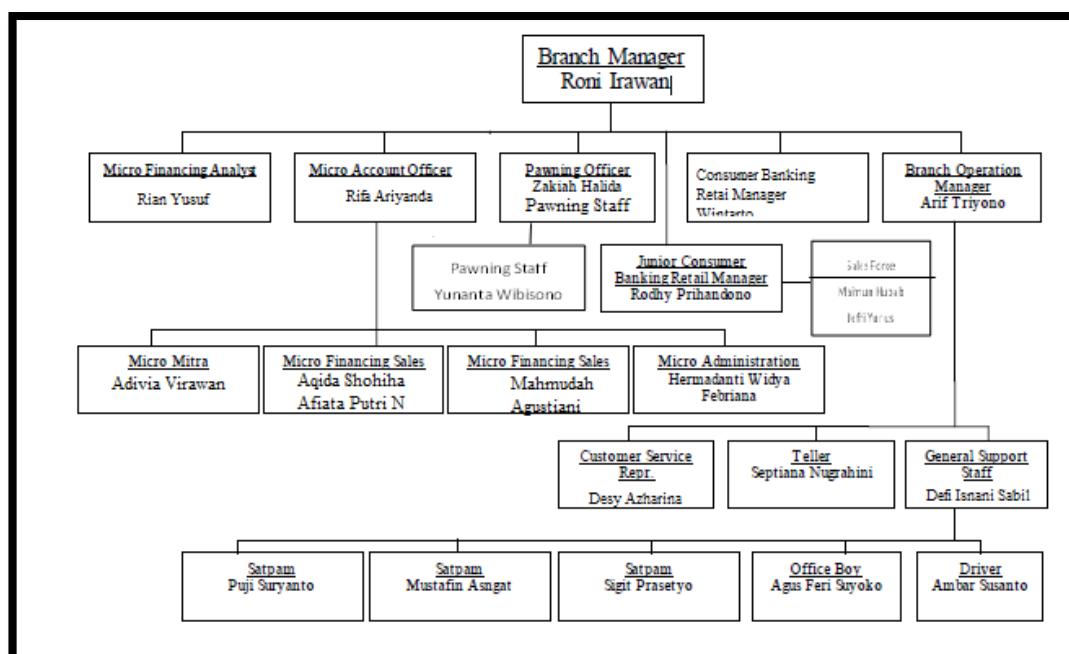 Branch Manager
Roni Irawan
Micro Financing Analyst
Rian Yusuf
Micro Account Officer
Rifa Ariyanda
Pawning Officer
Zakiah Halida
Pawning Staff
Consumer Banking
Retai Manager
Wintarto
Branch Operation
Manager
Arif Triyono
Pawning Staff
Yunanta Wibisono
Junior Consumer
Banking Retail Manager
Rodhy Prihandono
Sales Force
Maimun
Jeffri
Micro Mitra
Adivia Virawan
Micro Financing Sales
Aqida Shohiha
Afiata Putri N
Micro Financing Sales
Mahmudah
Agustiani
Micro Administration
Hermadanti Widya
Febriana
Customer Service
Repr.
Desy Azharina
Teller
Septiana Nugrahini
General Support
Staff
Defi Isnani Sabil
Satpam
Puji Suryanto
Satpam
Mustafin Asngat
Satpam
Sigit Prasetyo
Office Boy
Agus Feri Suyoko
Driver
Ambar Susanto